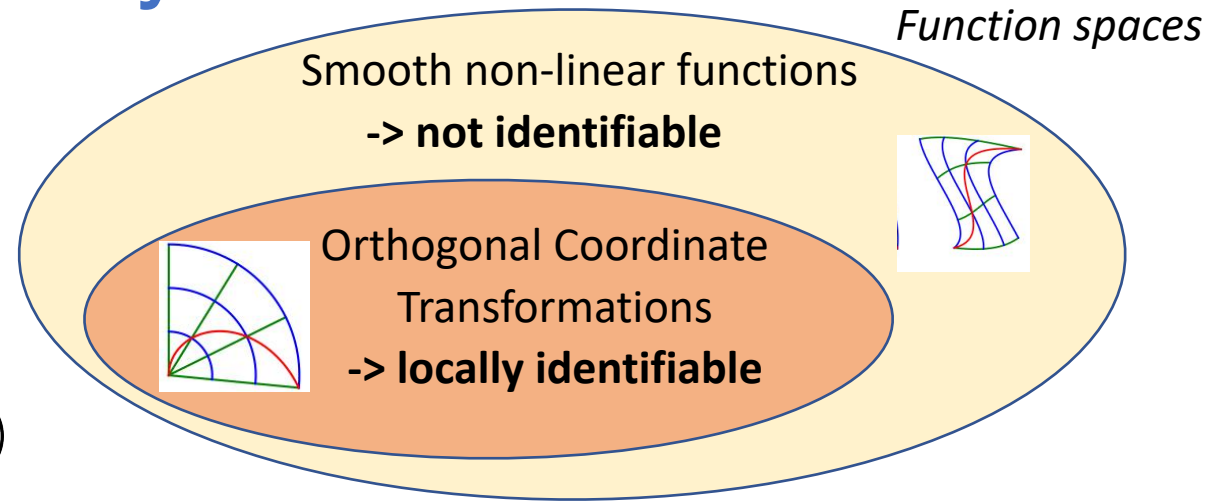 Function spaces
Smooth non-linear functions
-> not identifiable
Orthogonal Coordinate
Transformations
-> locally identifiable
)